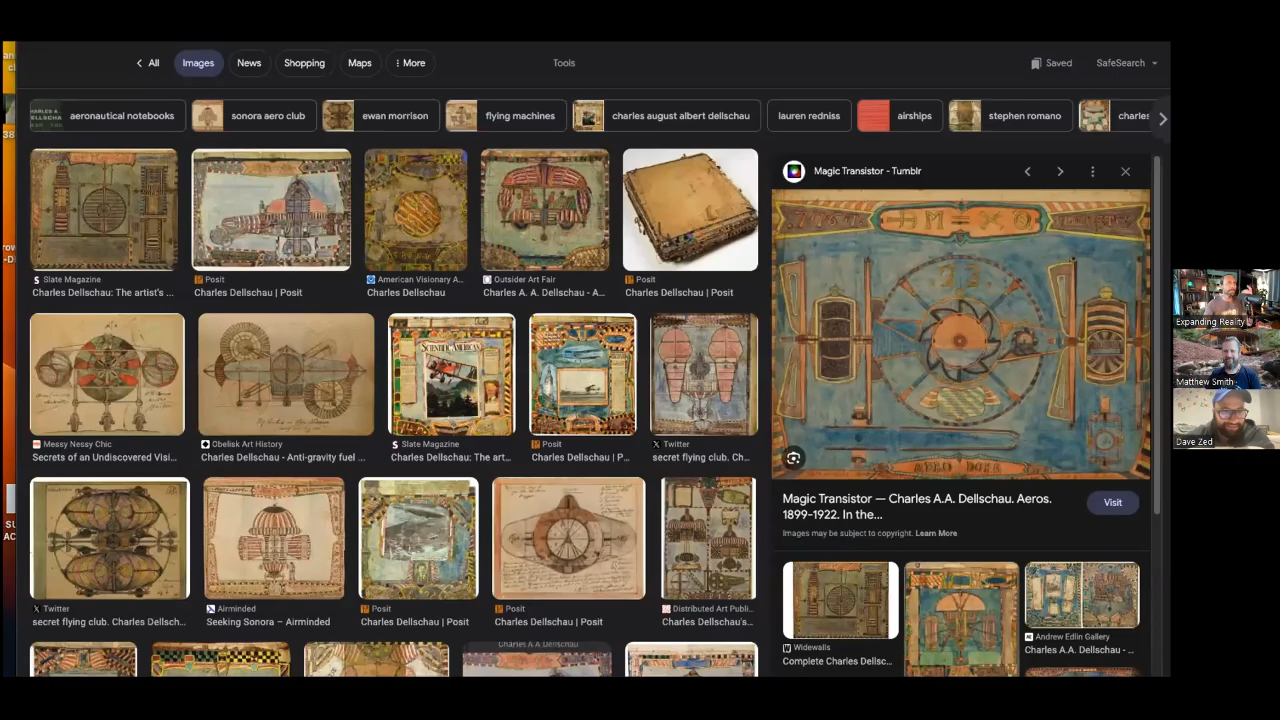 All
Images
News
Shopping
Maps
More
Tools
Saved
SafeSearch
aeronautical notebooks
sonora aero club
ewan morrison
flying machines
charles august albert dellschau
lauren redniss
airships
stephen romano
charles
Magic Transistor - Tumblr
Slate Magazine
Charles Dellschau: The artist's ...
Posit
Charles Dellschau | Posit
American Visionary A...
Charles Dellschau
Outsider Art Fair
Charles A. A. Dellschau - A...
Posit
Charles Dellschau | Posit
SCIENTIFIC AMERICAN
Messy Nessy Chic
Secrets of an Undiscovered Visi...
Obelisk Art History
Charles Dellschau - Anti-gravity fuel ...
Slate Magazine
Charles Dellschau: The art...
Posit
Charles Dellschau | P...
Twitter
secret flying club. Ch...
Magic Transistor — Charles A.A. Dellschau. Aeros.
1899-1922. In the...
Visit
Images may be subject to copyright. Learn More
Twitter
secret flying club. Charles Dellsch...
Airminded
Seeking Sonora – Airminded
Posit
Charles Dellschau | Posit
Posit
Charles Dellschau | Posit
Distributed Art Publi...
Charles Dellschau's...
Widewalls
Complete Charles Dellsc...
Andrew Edlin Gallery
Charles A.A. Dellschau - ...
Charles A.A Dellschau
Expanding Reality
Matthew Smith
Dave Zed